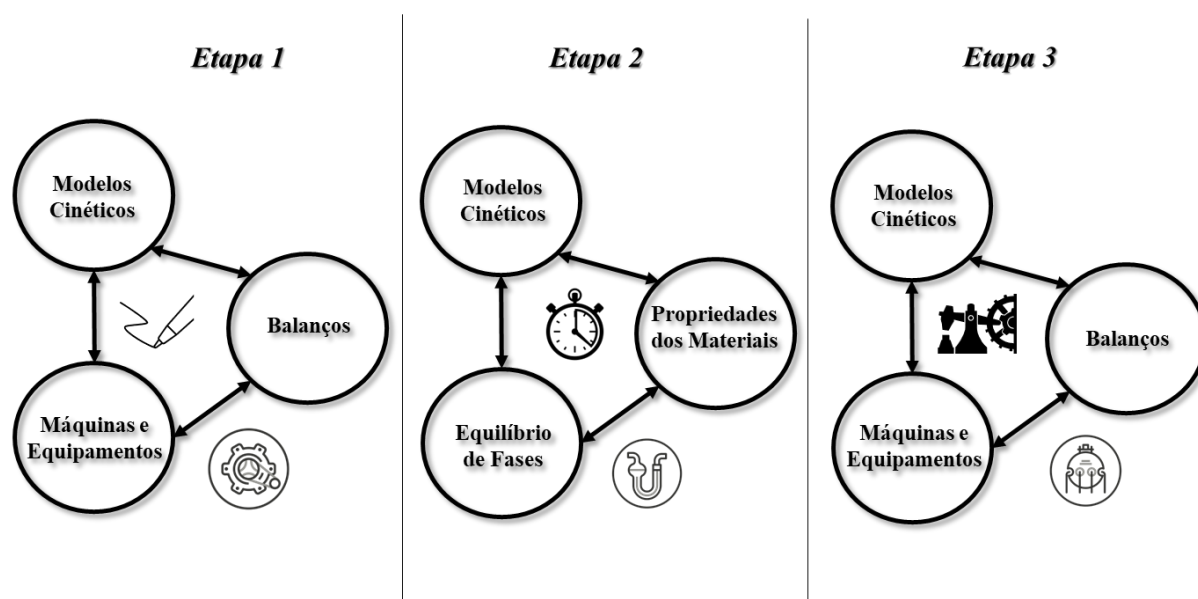 Etapa 1
Modelos
Cinéticos
Balanços
Máquinas e
Equipamentos
Etapa 2
Modelos
Cinéticos
Propriedades
dos Materiais
Equilíbrio
de Fases
Etapa 3
Modelos
Cinéticos
Balanços
Máquinas e
Equipamentos